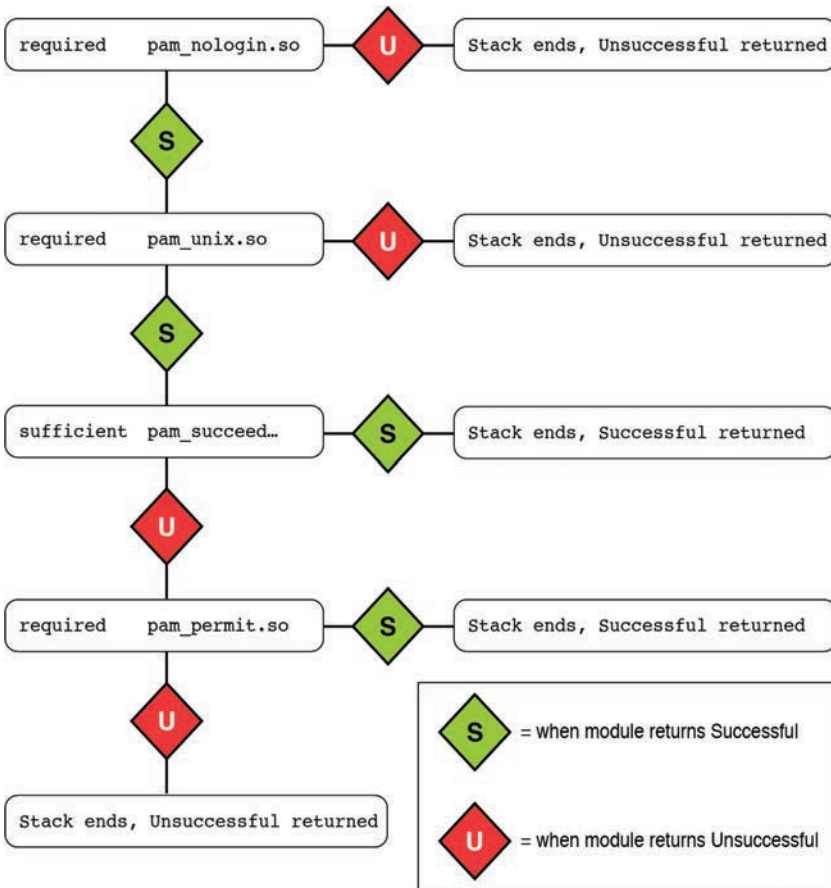 required pam_nologin.so U Stack ends, Unsuccessful returned
S
required pam_unix.so U Stack ends, Unsuccessful returned
S
sufficient pam_succeed… S Stack ends, Successful returned
U
required pam_permit.so S Stack ends, Successful returned
U
Stack ends, Unsuccessful returned
S = when module returns Successful
U = when module returns Unsuccessful